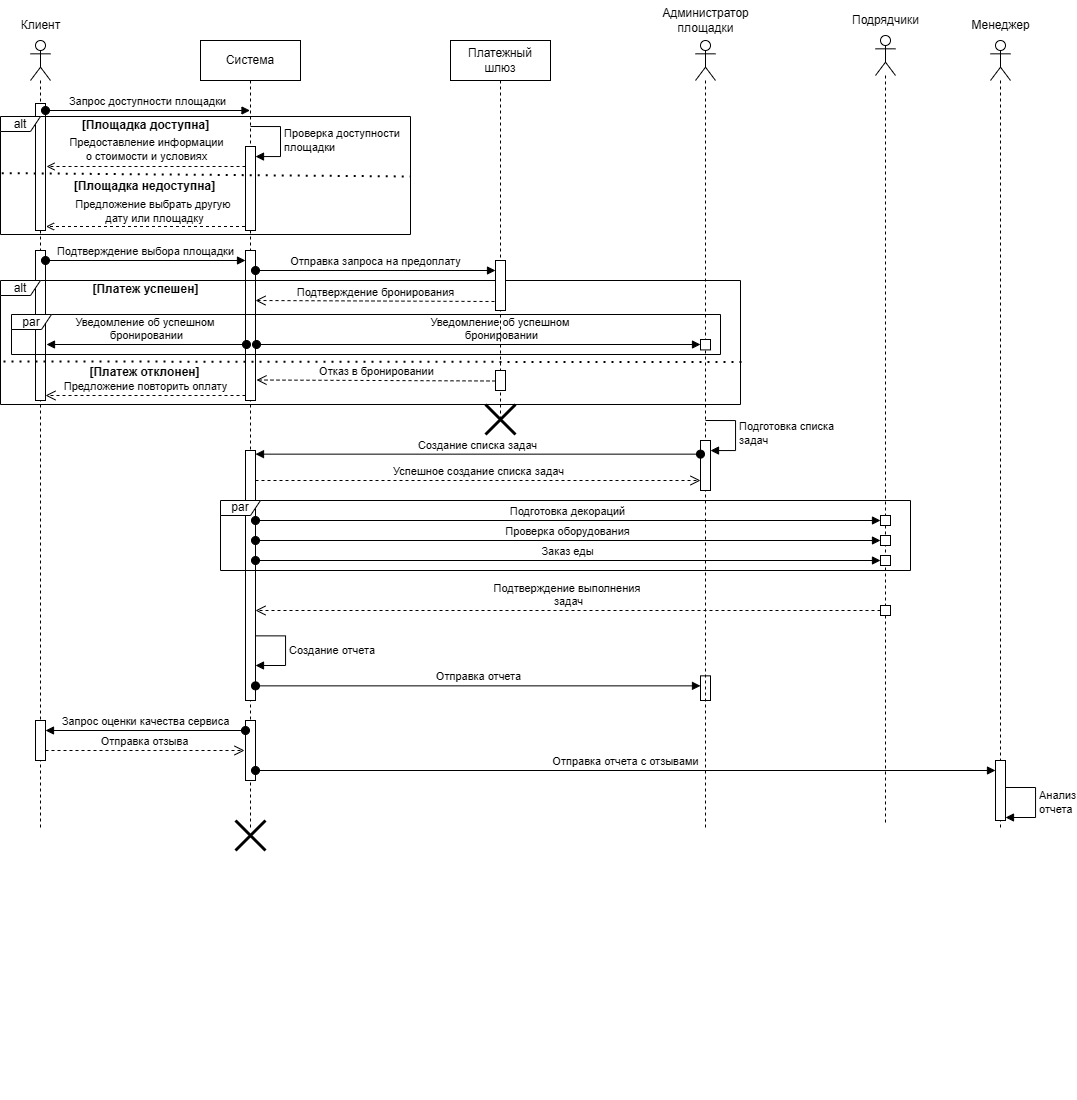 Клиент
Система
Платежный
шлюз
Администратор
площадки
Подрядчики
Менеджер
Запрос доступности площадки
alt
[Площадка доступна]
Проверка доступности
площадки
Предоставление информации
о стоимости и условиях
[Площадка недоступна]
Предложение выбрать другую
дату или площадку
Подтверждение выбора площадки
Отправка запроса на предоплату
alt
[Платеж успешен]
Подтверждение бронирования
par
Уведомление об успешном
бронировании
Уведомление об успешном
бронировании
[Платеж отклонен]
Отказ в бронировании
Предложение повторить оплату
Подготовка списка
задач
Создание списка задач
Успешное создание списка задач
par
Подготовка декораций
Проверка оборудования
Заказ еды
Подтверждение выполнения
задач
Создание отчета
Отправка отчета
Запрос оценки качества сервиса
Отправка отзыва
Отправка отчета с отзывами
Анализ
отчета